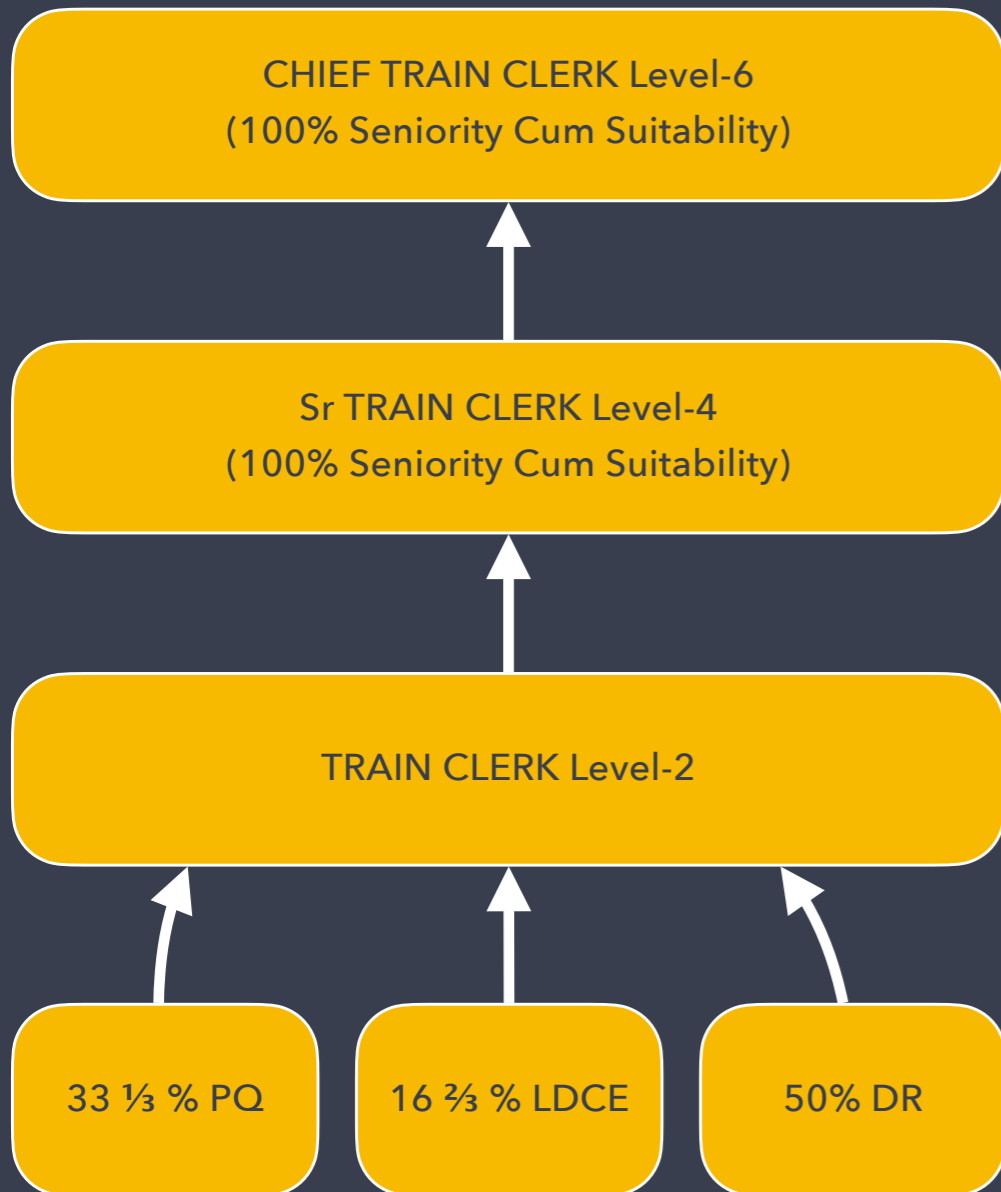 CHIEF TRAIN CLERK Level-6
(100% Seniority Cum Suitability)
Sr TRAIN CLERK Level-4
(100% Seniority Cum Suitability)
TRAIN CLERK Level-2
33 ⅓ % PQ
16 ⅔ % LDCE
50% DR